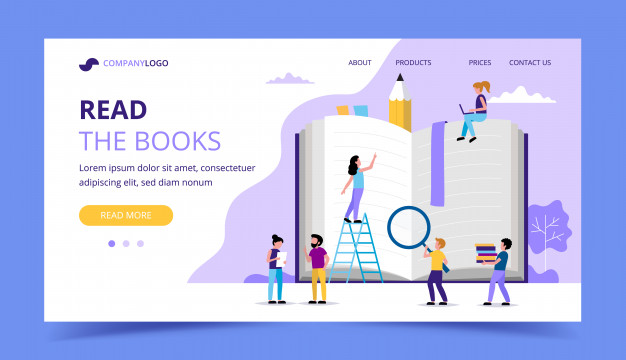 COMPANYLOGO
ABOUT PRODUCTS PRICES CONTACT US
READ
THE BOOKS
Lorem ipsum dolor sit amet, consectetuer
adipiscing elit, sed diam nonummy
READ MORE